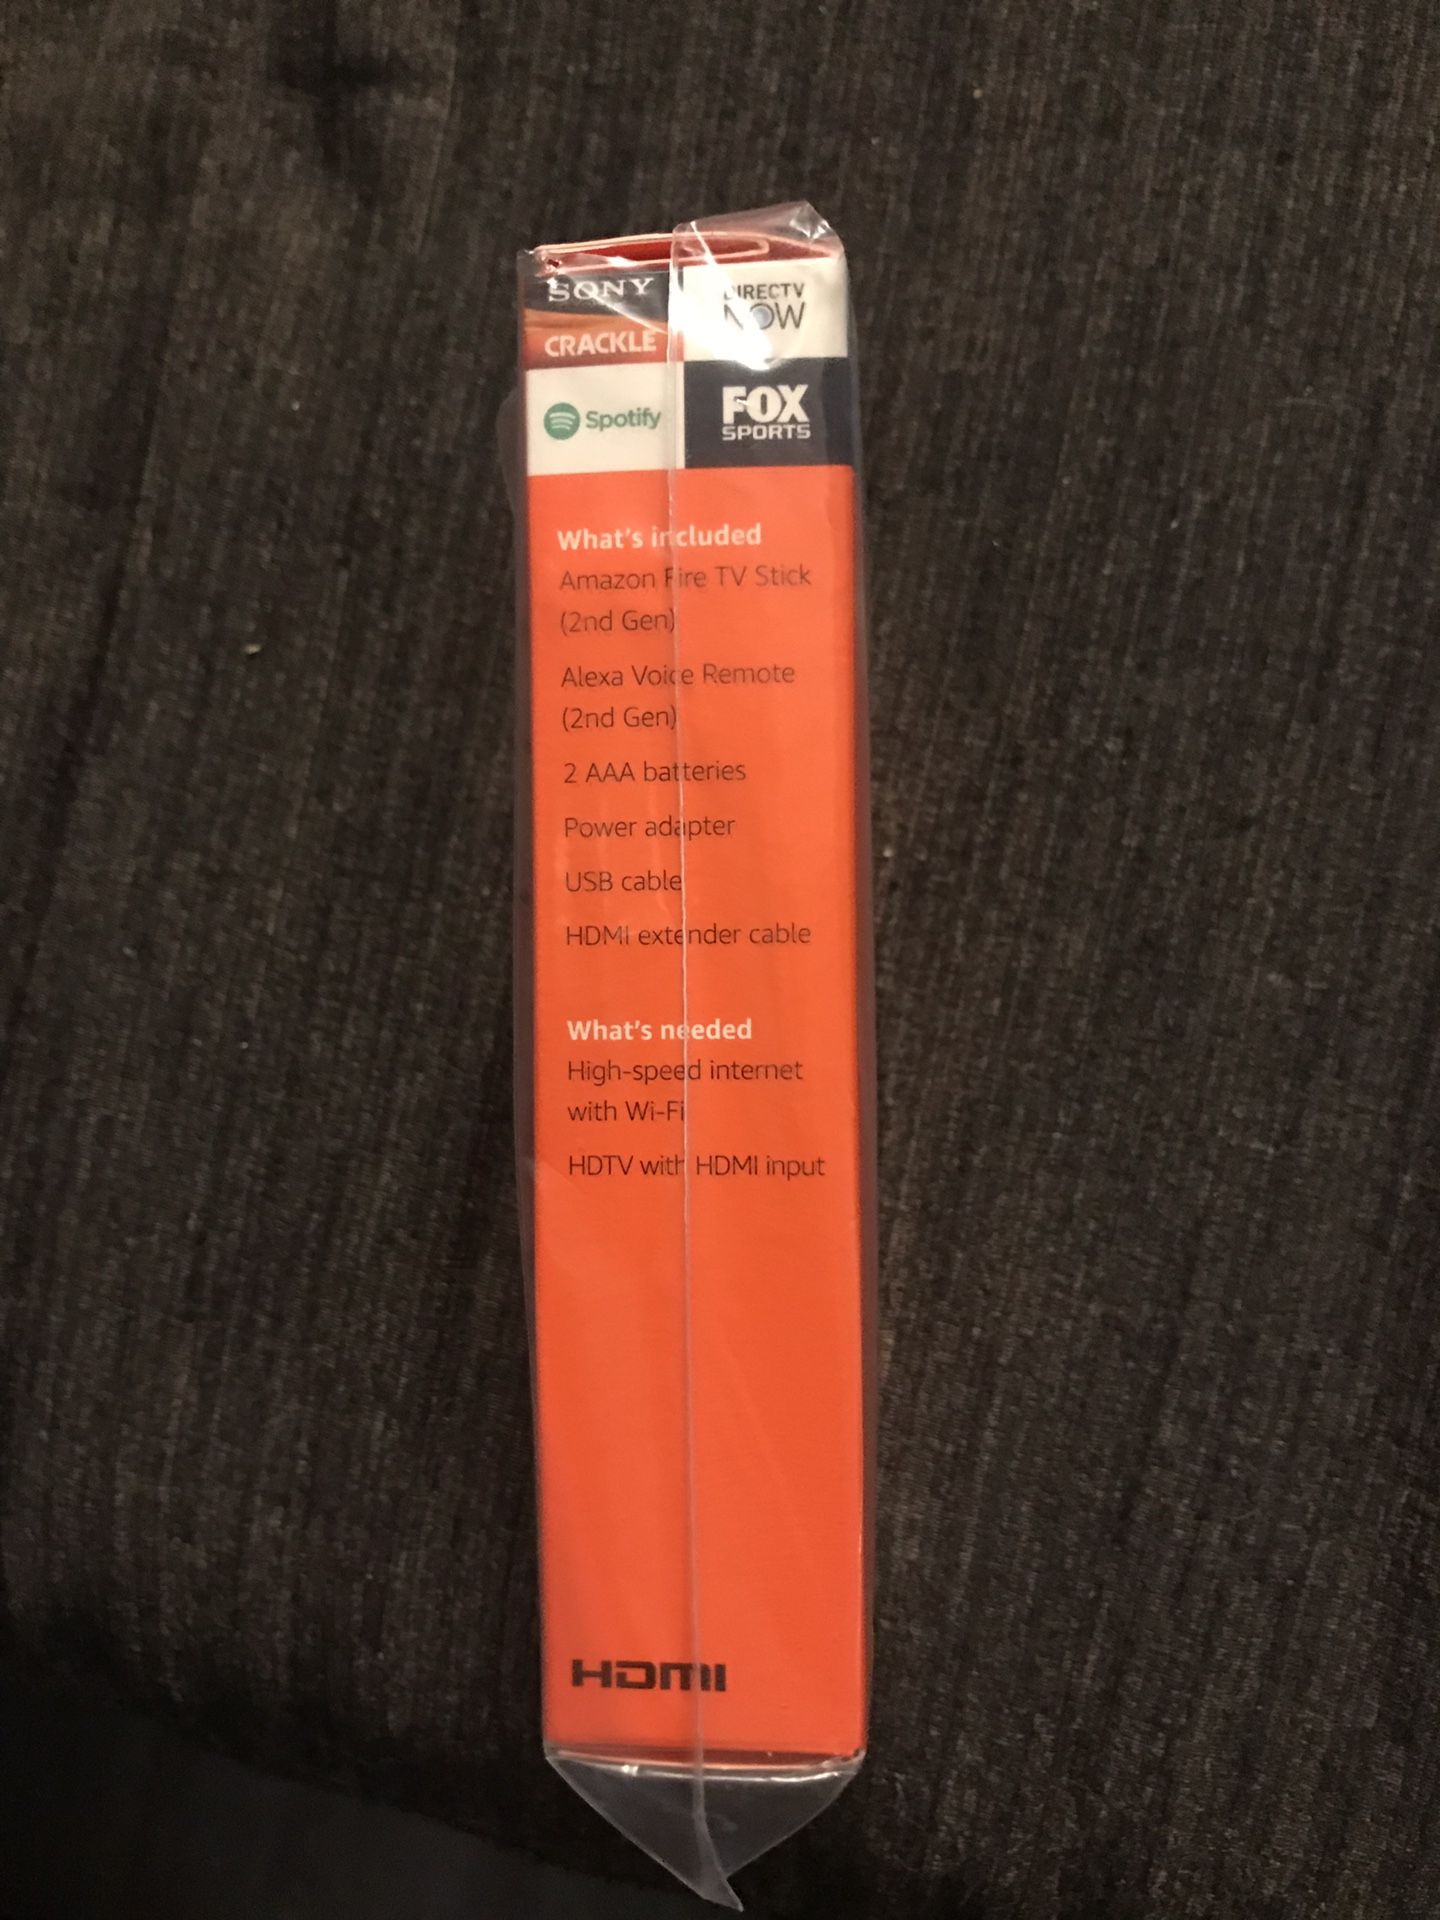 SONY
CRACKLE
DIRECTV
NOW
Spotify
FOX
SPORTS
What's included
Amazon Fire TV Stick
(2nd Gen)
Alexa Voice Remote
(2nd Gen)
2 AAA batteries
Power adapter
USB cable
HDMI extender cable
What's needed
High-speed internet
with Wi-Fi
HDTV with HDMI input
HDMI